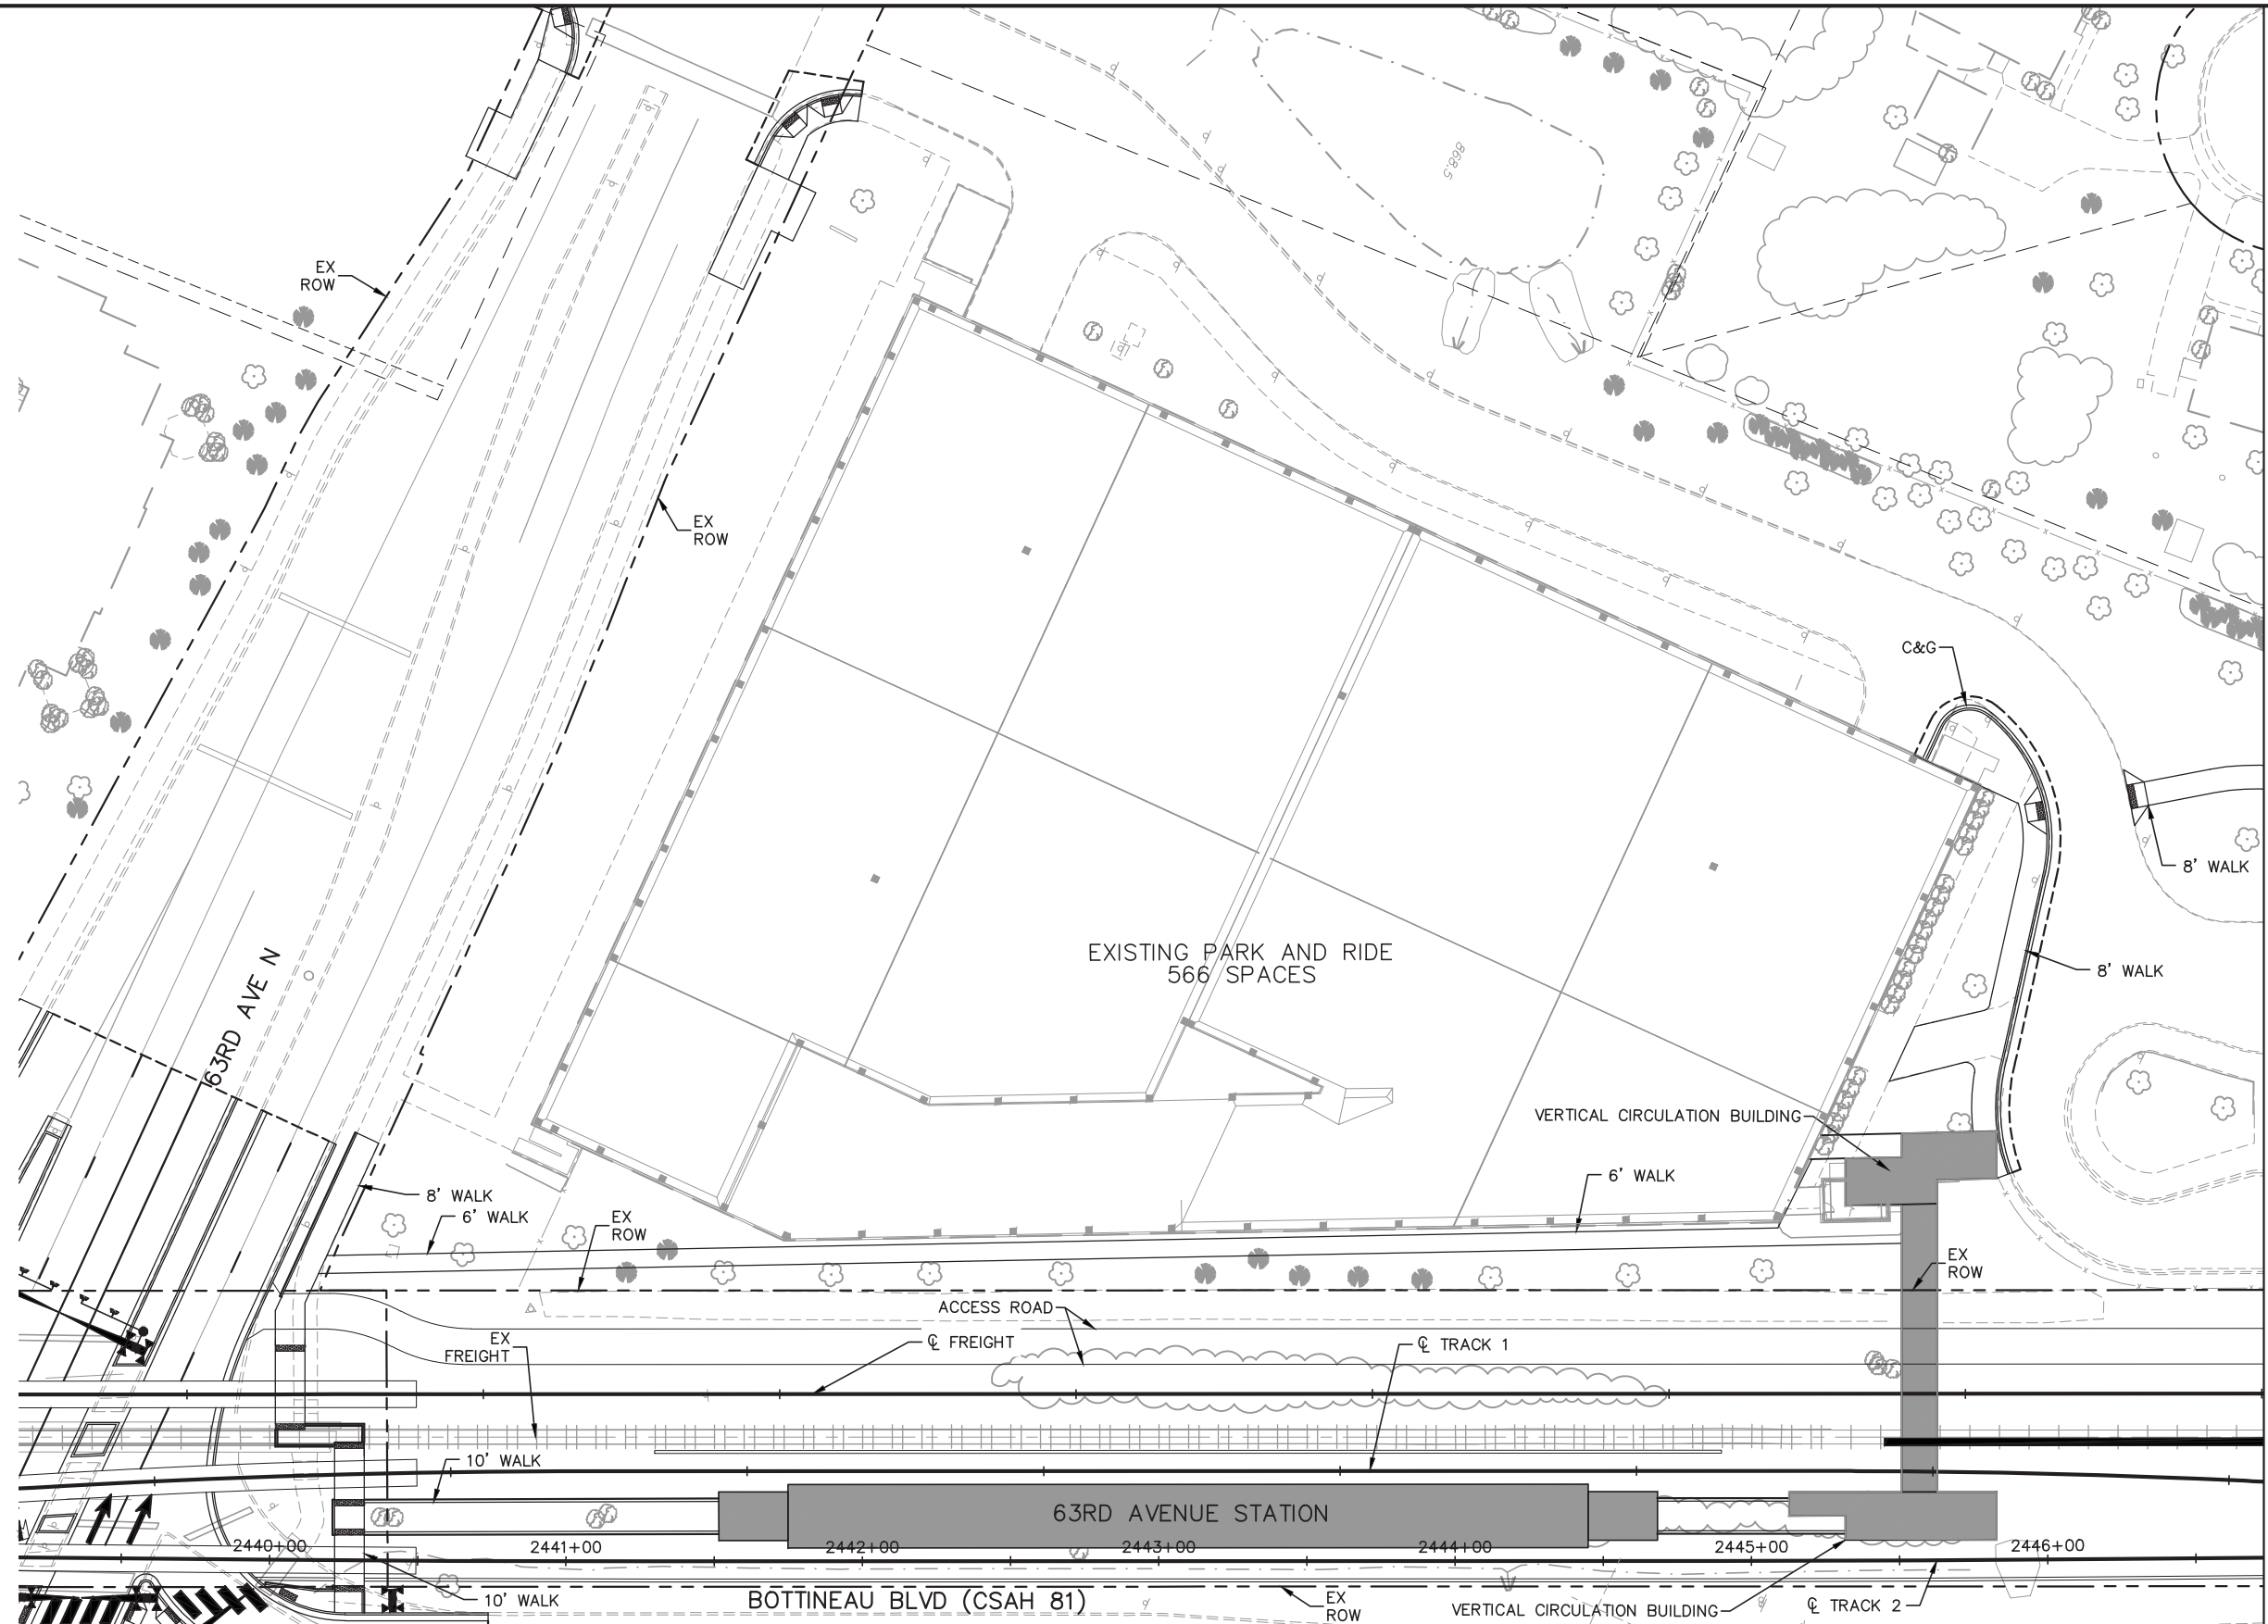 868.5
EX
ROW
EX
ROW
C&G
8' WALK
8' WALK
EXISTING PARK AND RIDE
566 SPACES
63RD AVE N
VERTICAL CIRCULATION BUILDING
6' WALK
8' WALK
6' WALK
EX
ROW
EX
ROW
ACCESS ROAD
EX
FREIGHT
℄ FREIGHT
℄ TRACK 1
10' WALK
63RD AVENUE STATION
2440+00
2441+00
2442+00
2443+00
2444+00
2445+00
2446+00
10' WALK
BOTTINEAU BLVD (CSAH 81)
EX
ROW
VERTICAL CIRCULATION BUILDING
℄ TRACK 2